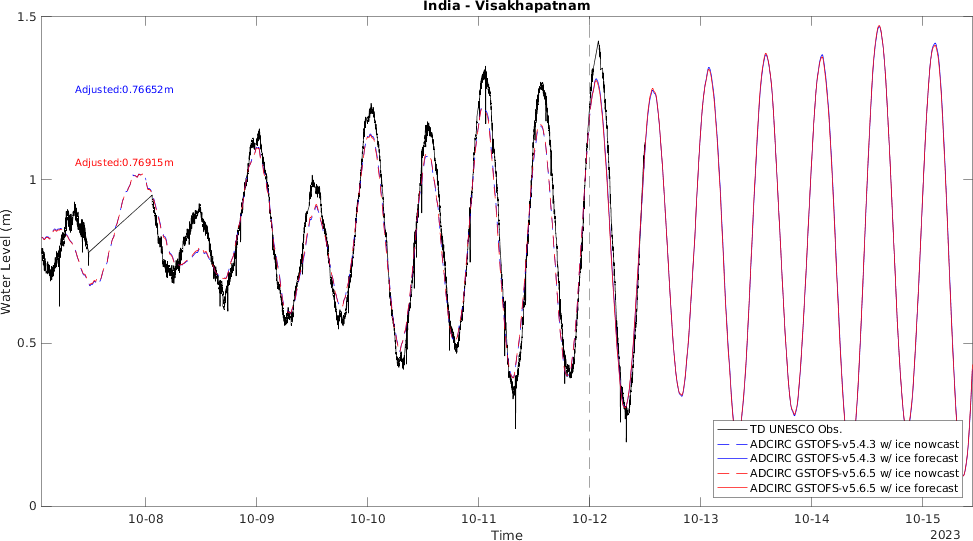 India - Visakhapatnam
1.5
Adjusted:0.76652m
Adjusted:0.76915m
1
0.5
0
Water Level (m)
TD UNESCO Obs.
ADCIRC GSTOFS-v5.4.3 w/ ice nowcast
ADCIRC GSTOFS-v5.4.3 w/ ice forecast
ADCIRC GSTOFS-v5.6.5 w/ ice nowcast
ADCIRC GSTOFS-v5.6.5 w/ ice forecast
10-08 10-09 10-10 10-11 10-12 10-13 10-14 10-15
Time
2023